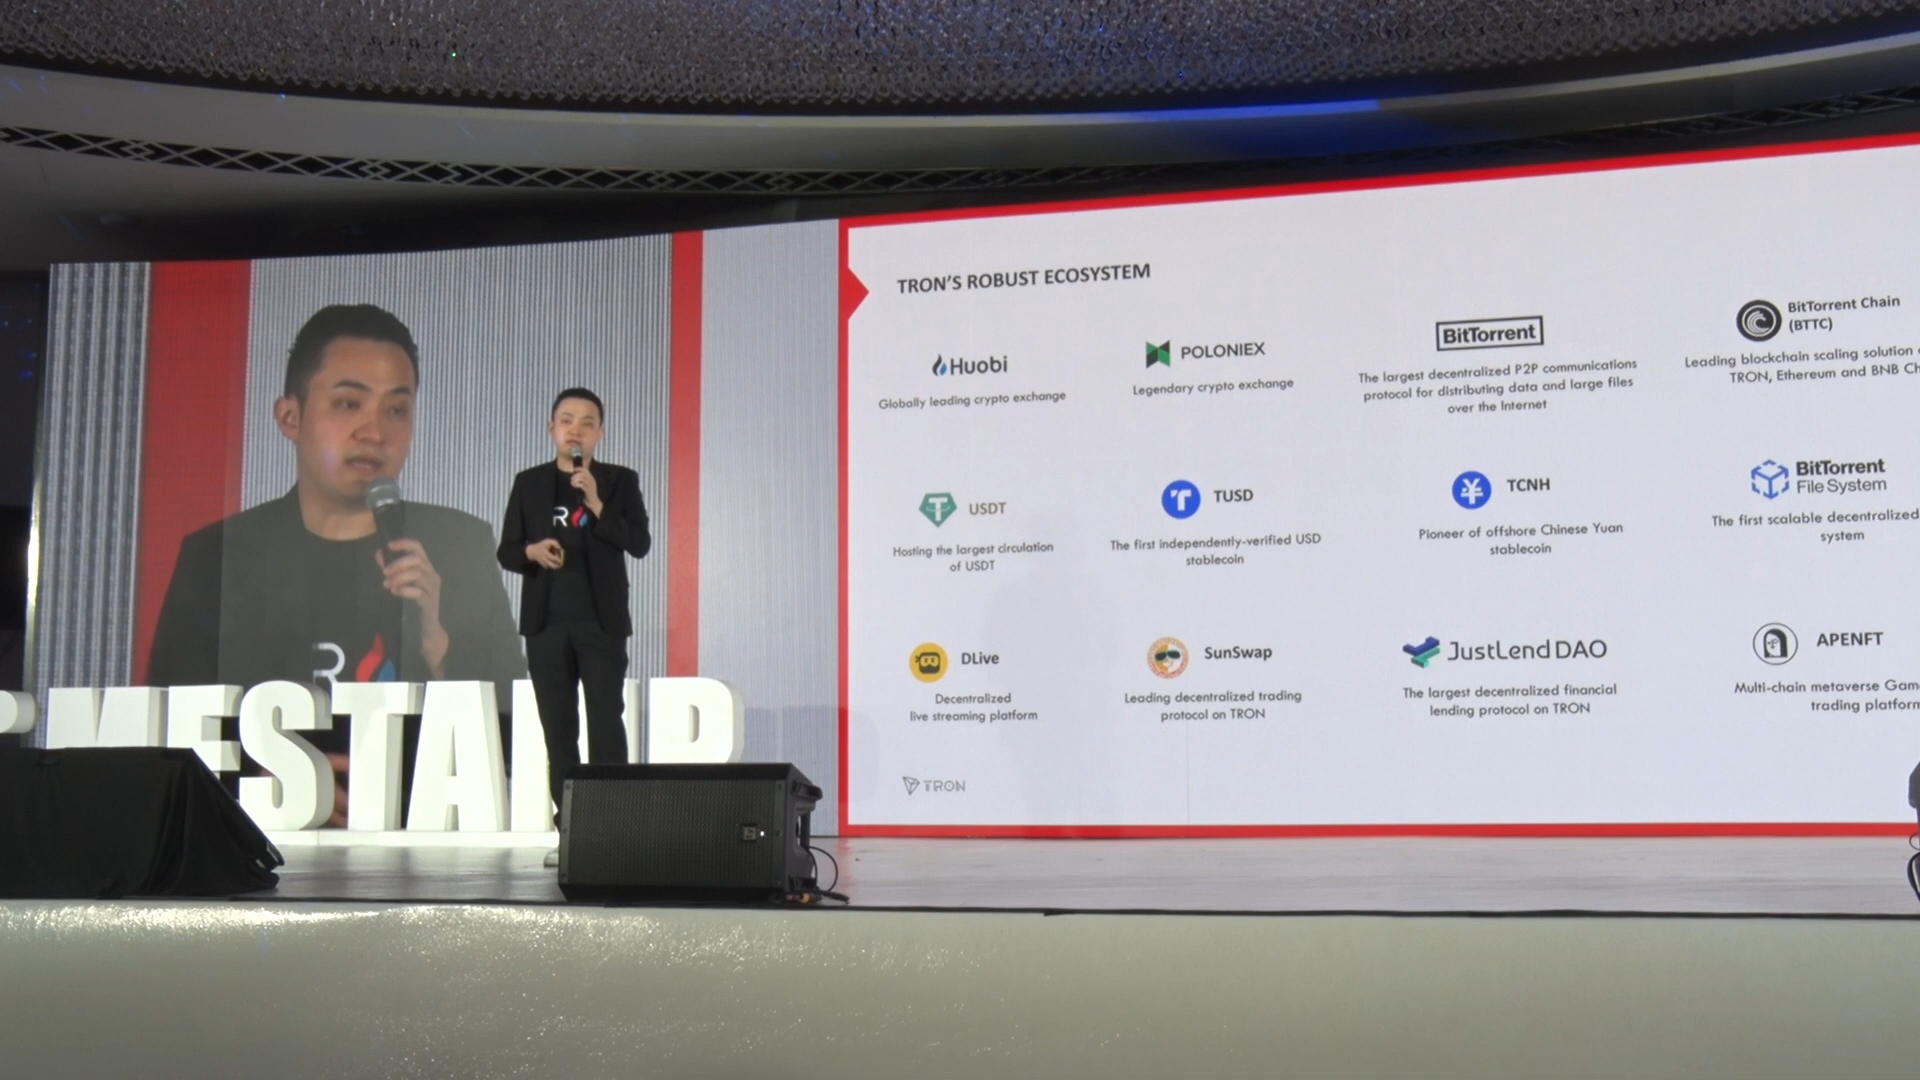 TRON'S ROBUST ECOSYSTEM
Huobi
Globally leading crypto exchange
POLONIEX
Legendary crypto exchange
BitTorrent
The largest decentralized P2P communications
protocol for distributing data and large files
over the Internet
BitTorrent Chain
(BTTC)
Leading blockchain scaling solution
TRON, Ethereum and BNB Ch
USDT
Hosting the largest circulation
of USDT
TUSD
The first independently-verified USD
stablecoin
TCNH
Pioneer of offshore Chinese Yuan
stablecoin
BitTorrent
File System
The first scalable decentralized
system
DLive
Decentralized
live streaming platform
SunSwap
Leading decentralized trading
protocol on TRON
JustLend DAO
The largest decentralized financial
lending protocol on TRON
APENFT
Multi-chain metaverse Gam
trading platform
TRON
R
R
MESTAMP